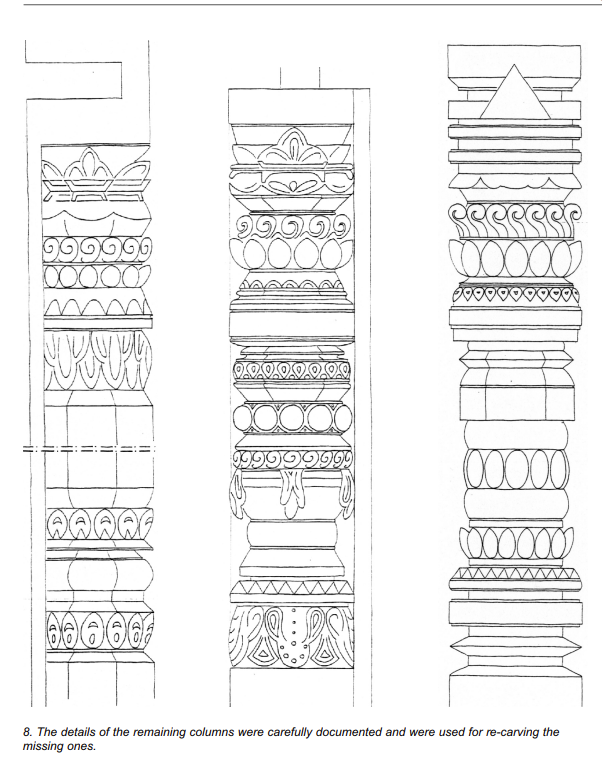 8. The details of the remaining columns were carefully documented and were used for re-carving the
missing ones.